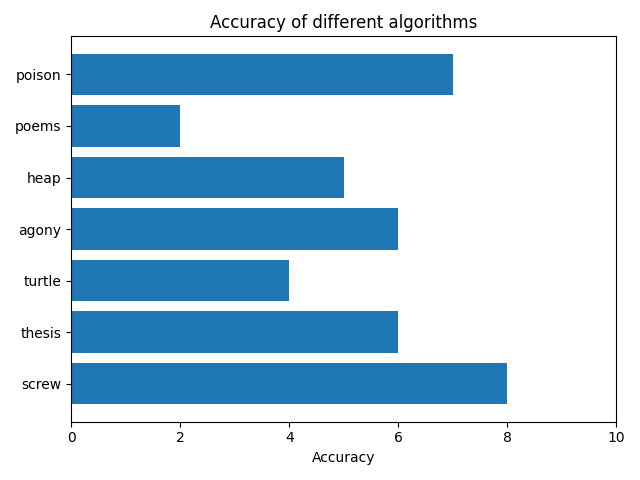 Accuracy of different algorithms
poison
poems
heap
agony
turtle
thesis
screw
0 2 4 6 8 10
Accuracy